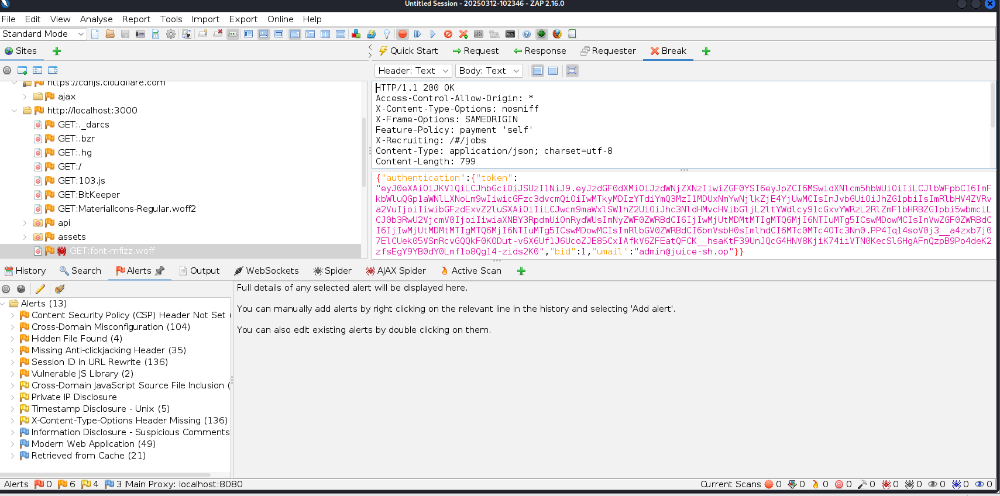 Untitled Session - 20250312-102346 - ZAP 2.16.0
File Edit View Analyse Report Tools Import Export Online Help
Standard Mode
Sites
Quick Start Request Response Requester Break
Header: Text Body: Text
https://cdnjs.cloudflare.com
ajax
http://localhost:3000
GET:._darcs
GET:.bzr
GET:.hg
GET:/
GET:103.js
GET:BitKeeper
GET:MaterialIcons-Regular.woff2
api
assets
GET:font-mfizz.woff
HTTP/1.1 200 OK
Access-Control-Allow-Origin: *
X-Content-Type-Options: nosniff
X-Frame-Options: SAMEORIGIN
Feature-Policy: payment 'self'
X-Recruiting: /#/jobs
Content-Type: application/json; charset=utf-8
Content-Length: 799
{"authentication":{"token":
","bid":1,"umail":"admin@juice-sh.op"}}
History Search Alerts Output WebSockets Spider AJAX Spider Active Scan
Alerts (13)
Content Security Policy (CSP) Header Not Set (
Cross-Domain Misconfiguration (104)
Hidden File Found (4)
Missing Anti-clickjacking Header (35)
Session ID in URL Rewrite (136)
Vulnerable JS Library (2)
Cross-Domain JavaScript Source File Inclusion (
Private IP Disclosure
Timestamp Disclosure - Unix (5)
X-Content-Type-Options Header Missing (136)
Information Disclosure - Suspicious Comments
Modern Web Application (49)
Retrieved from Cache (21)
Full details of any selected alert will be displayed here.
You can manually add alerts by right clicking on the relevant line in the history and selecting 'Add alert'.
You can also edit existing alerts by double clicking on them.
Alerts 0 6 4 3 Main Proxy: localhost:8080
Current Scans 0 0 0 0 0 0 0 0 0 0